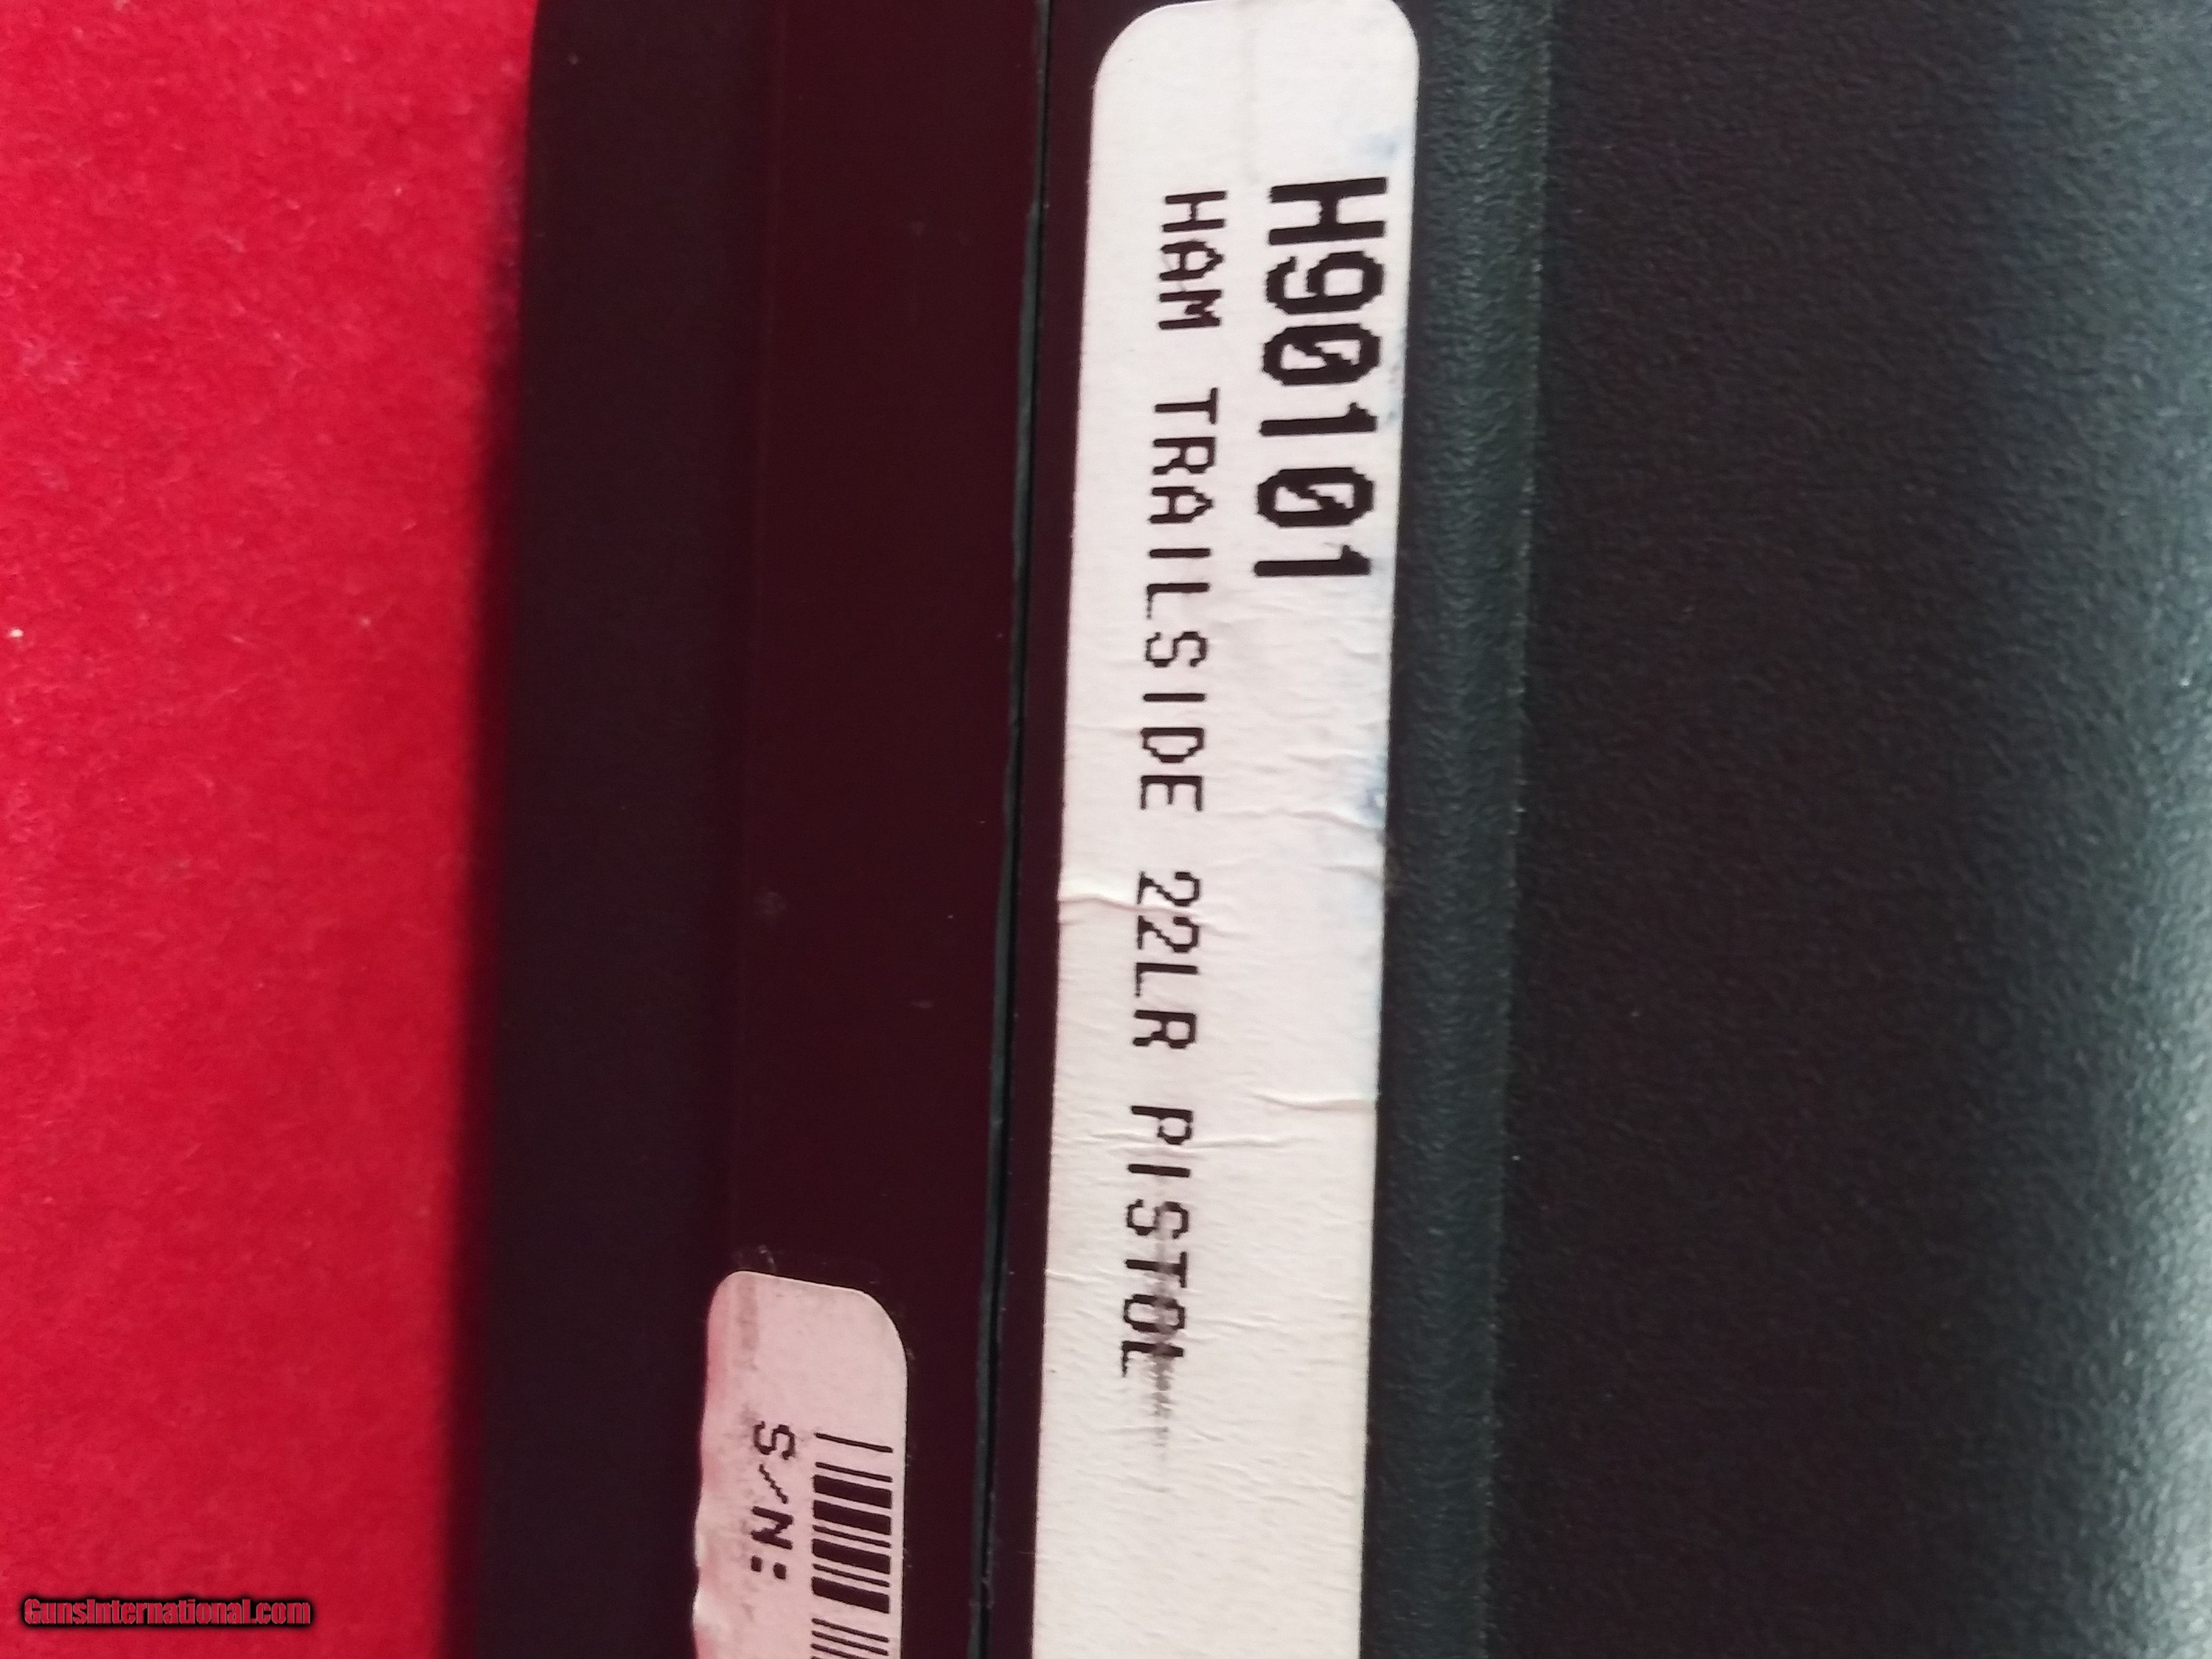 H90101
HAM TRAILSIDE 22LR PISTOL
S/N:
GunsInternational.com